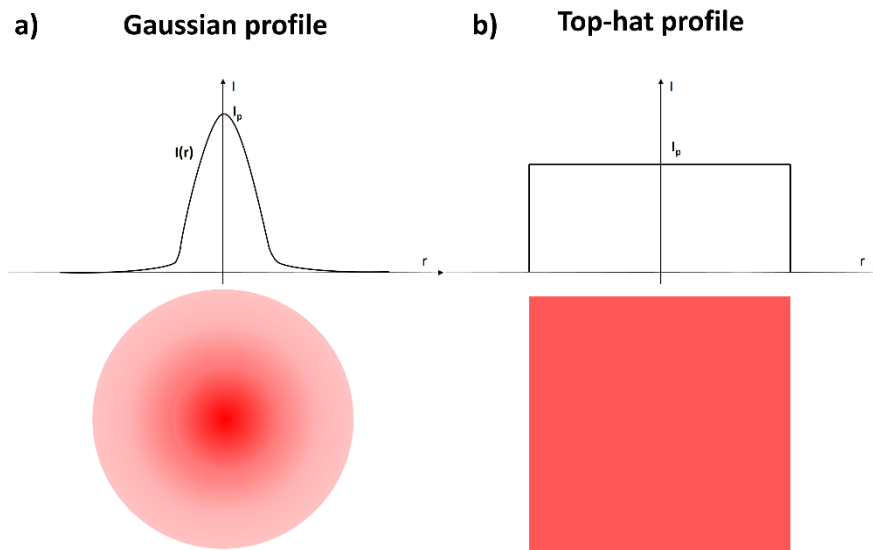 a) Gaussian profile
b) Top-hat profile
I
Ip
I(r)
r
I
Ip
r